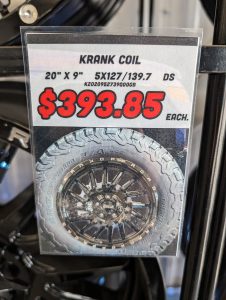 KRANK COIL
20" X 9" 5X127/139.7 DS
$393.85 EACH.